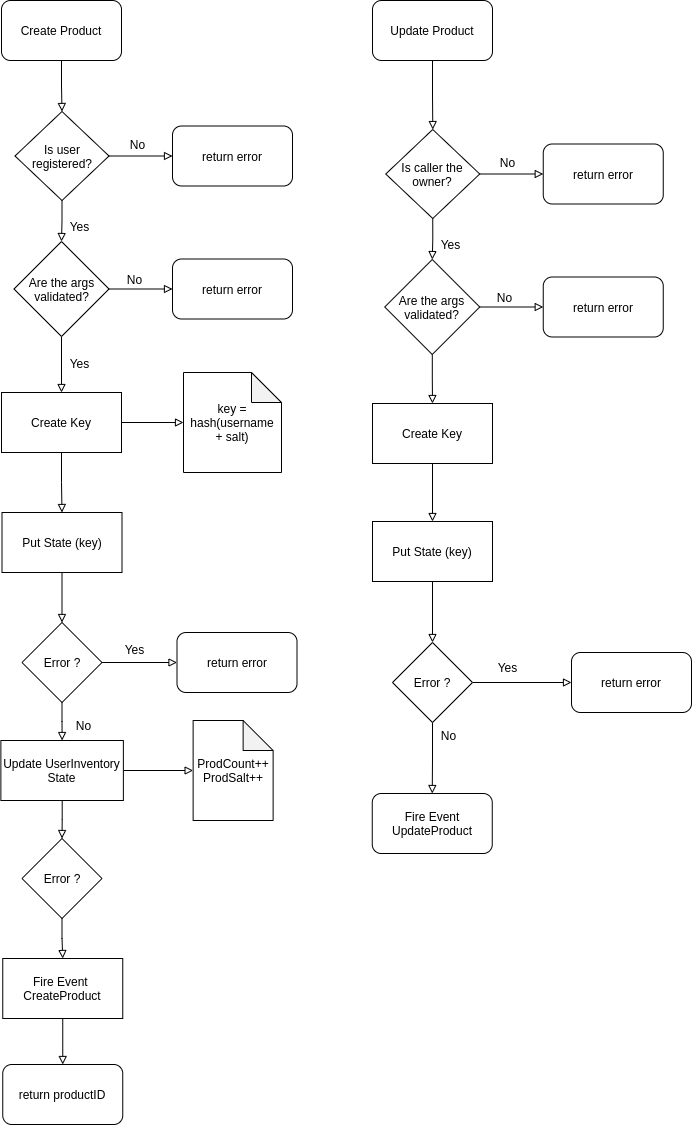 Create Product
Is user
registered?
No
return error
Yes
Are the args
validated?
No
return error
Yes
Create Key
key =
hash(username
+ salt)
Put State (key)
Error ?
Yes
return error
No
Update UserInventory
State
ProdCount++
ProdSalt++
Error ?
Fire Event
CreateProduct
return productID
Update Product
Is caller the
owner?
No
return error
Yes
Are the args
validated?
No
return error
Create Key
Put State (key)
Error ?
Yes
return error
No
Fire Event
UpdateProduct